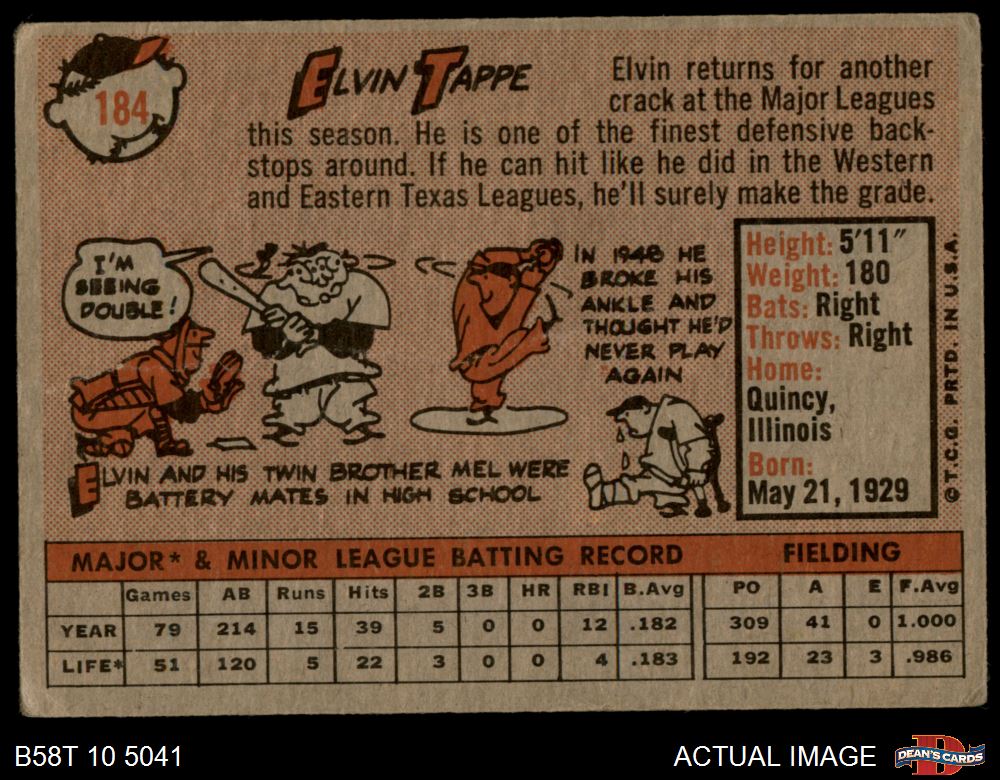 184
ELVIN TAPPE
Elvin returns for another
crack at the Major Leagues
this season. He is one of the finest defensive back-
stops around. If he can hit like he did in the Western
and Eastern Texas Leagues, he'll surely make the grade.
I'M
SEEING
DOUBLE!
IN 1948 HE
BROKE HIS
ANKLE AND
THOUGHT HE'D
NEVER PLAY
AGAIN
ELVIN AND HIS TWIN BROTHER MEL WERE
BATTERY MATES IN HIGH SCHOOL
Height: 5'11"
Weight: 180
Bats: Right
Throws: Right
Home:
Quincy,
Illinois
Born:
May 21, 1929
© T.C.G. PRTD. IN U.S.A.
MAJOR* & MINOR LEAGUE BATTING RECORD FIELDING
Games AB Runs Hits 2B 3B HR RBI B.Avg PO A E F.Avg
YEAR 79 214 15 39 5 0 0 12 .182 309 41 0 1.000
LIFE* 51 120 5 22 3 0 0 4 .183 192 23 3 .986
B58T 10 5041 ACTUAL IMAGE DEAN'S CARDS